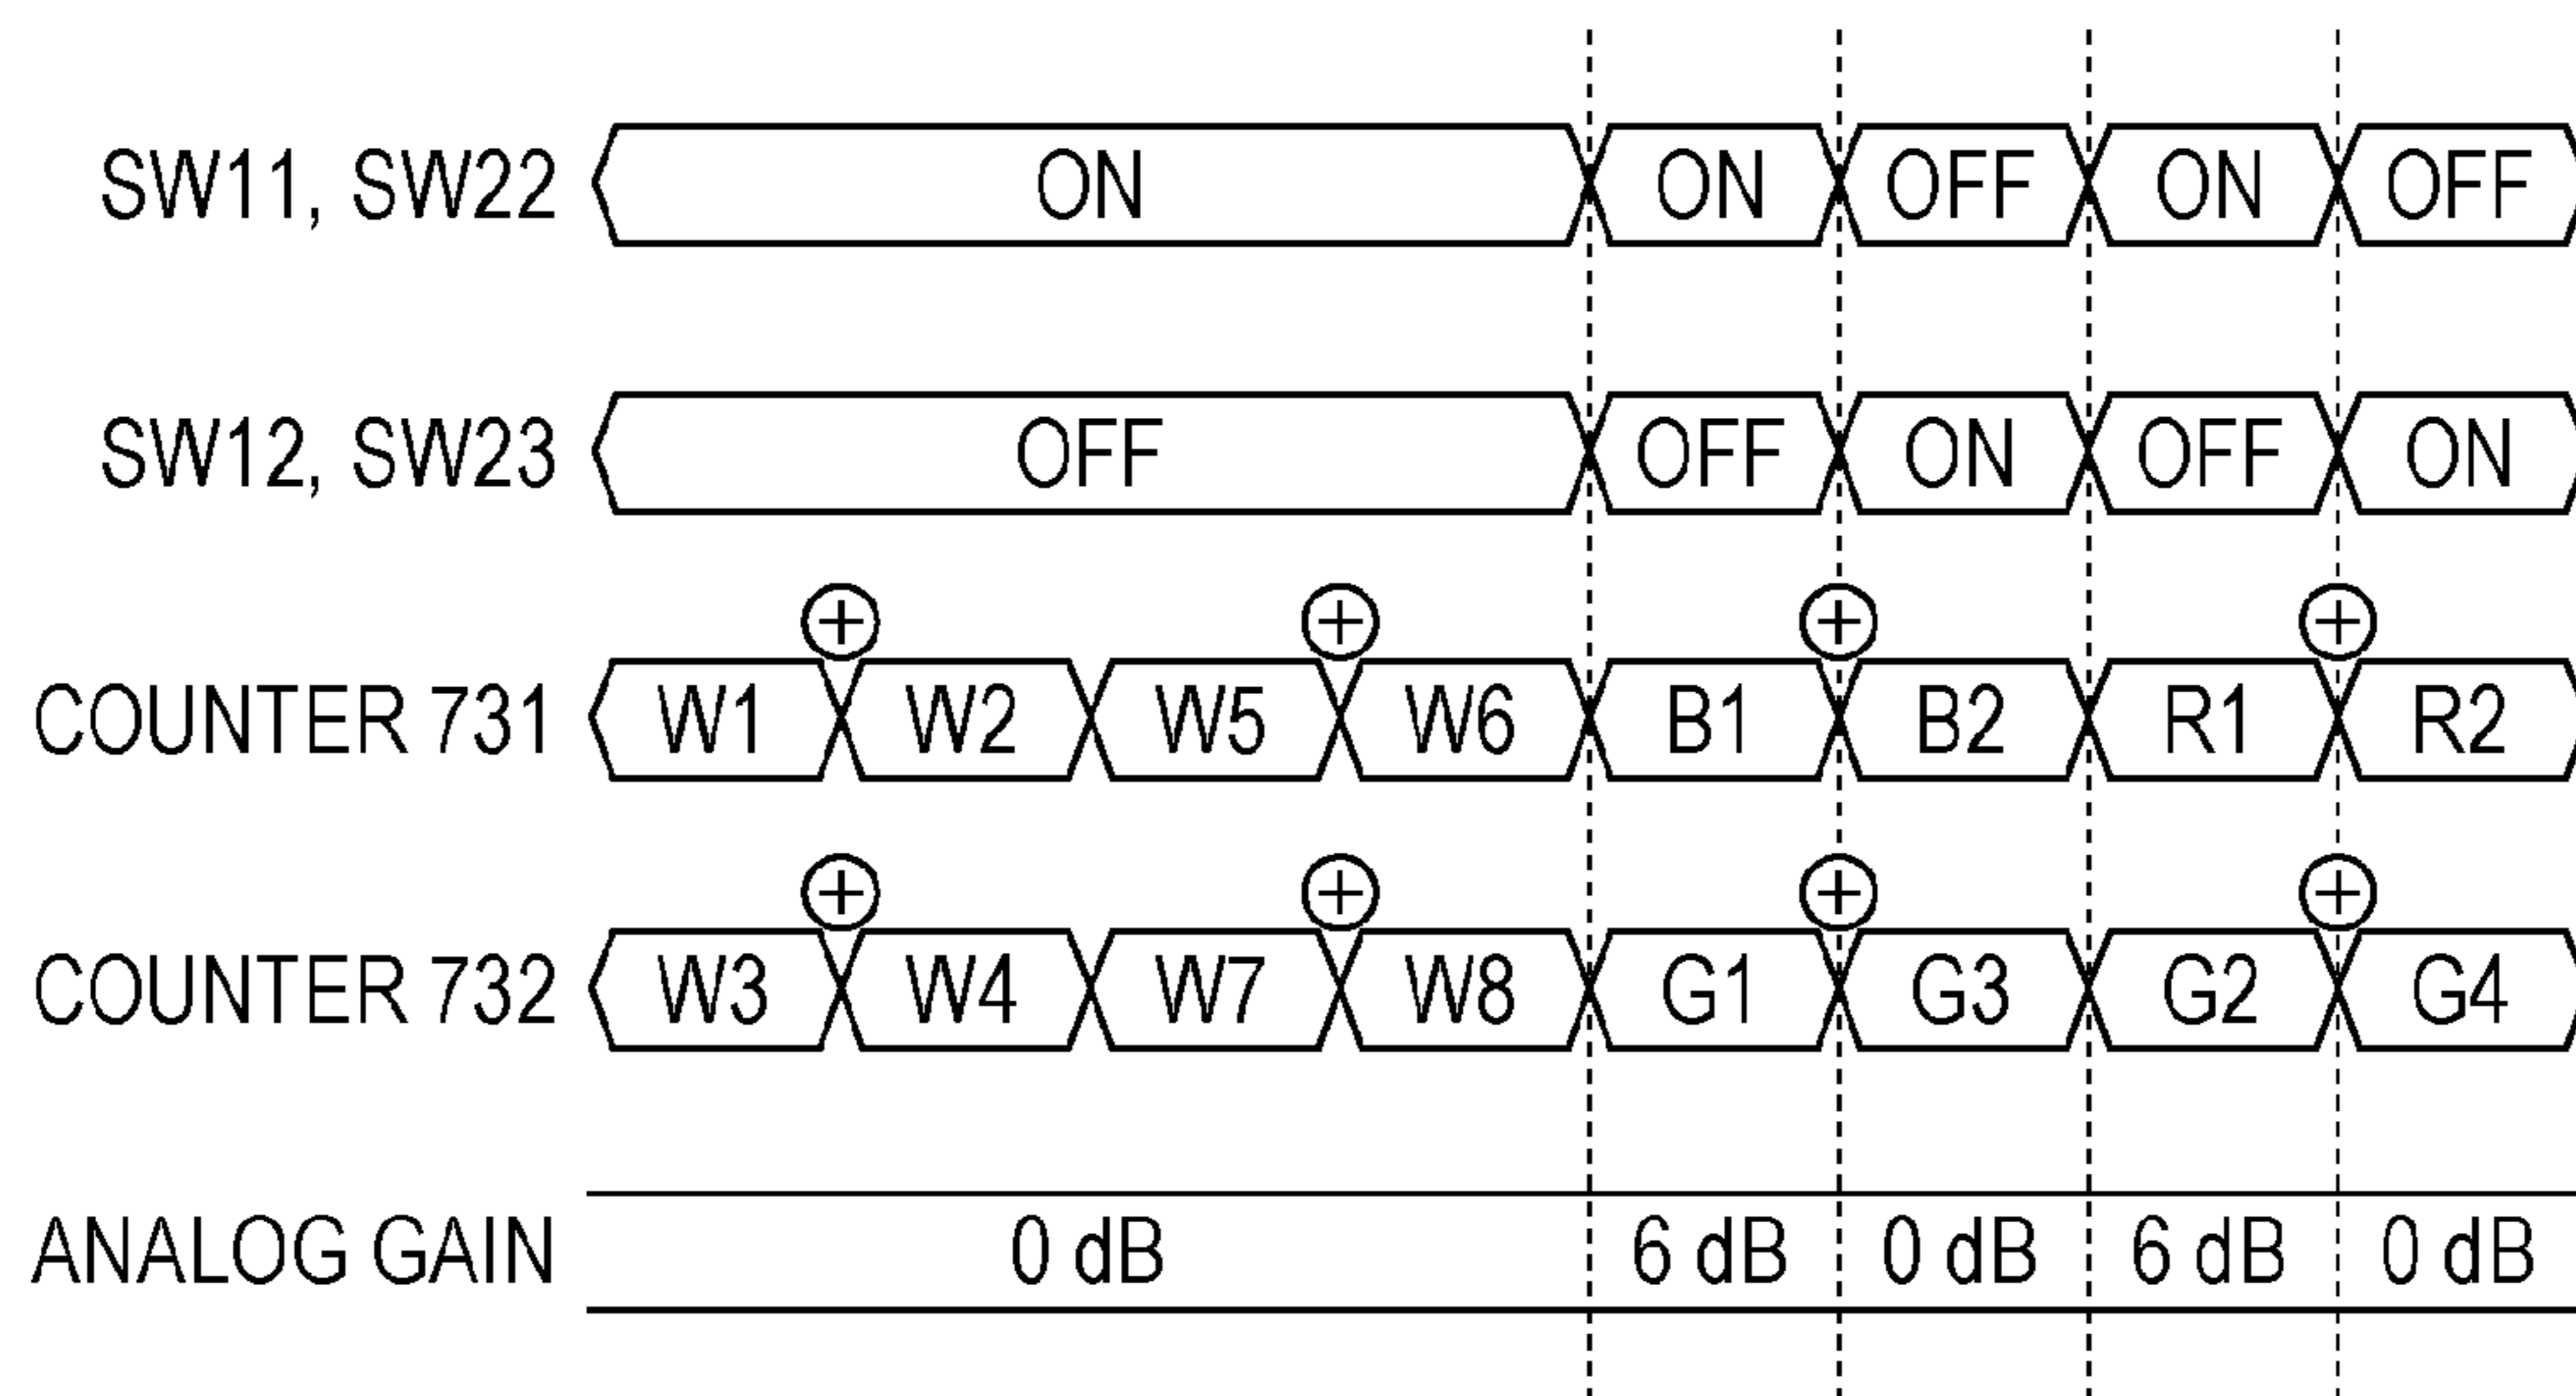 SW11, SW22 ON ON OFF ON OFF
SW12, SW23 OFF OFF ON OFF ON
+ + + +
COUNTER 731 W1 W2 W5 W6 B1 B2 R1 R2
+ + + +
COUNTER 732 W3 W4 W7 W8 G1 G3 G2 G4
ANALOG GAIN 0 dB 6 dB 0 dB 6 dB 0 dB